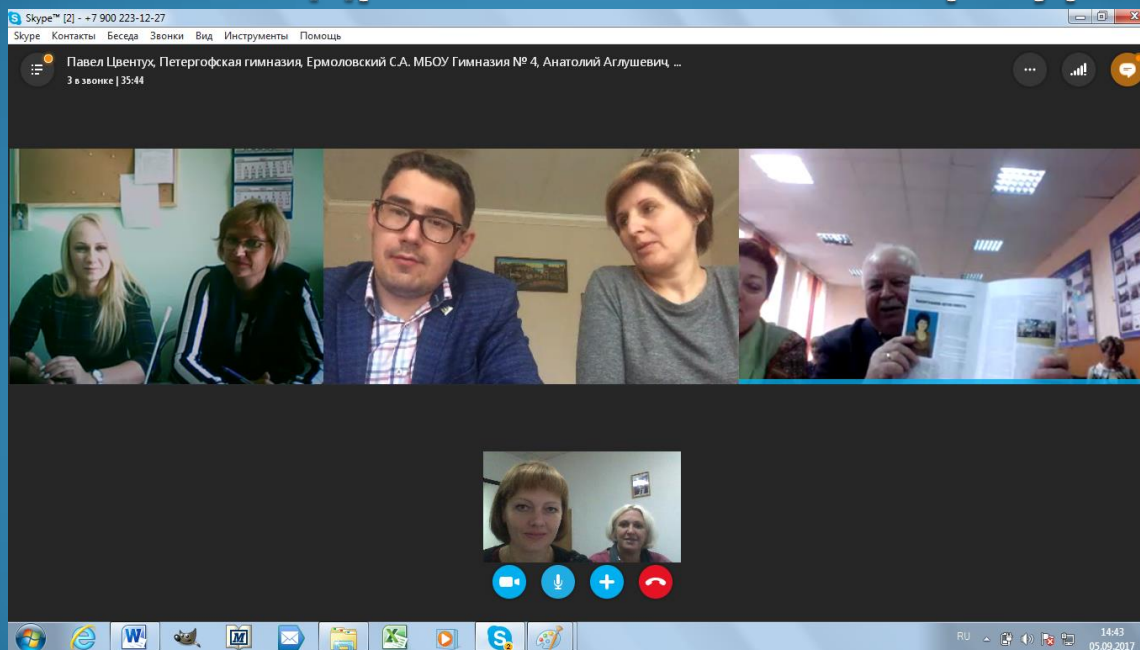 Skype™ [2] - +7 900 223-12-27
Skype Контакты Беседа Звонки Вид Инструменты Помощь
Павел Цвентух, Петергофская гимназия, Ермоловский С.А. МБОУ Гимназия № 4, Анатолий Аглушевич, ...
3 в звонке | 35:44
RU
14:43
05.09.2017